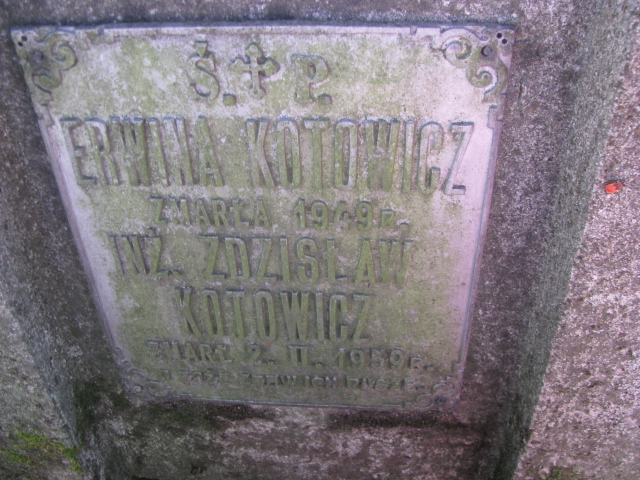 Ś. † P.
ERWINA KOTOWICZ
ZMARŁA 1949 R.
INŻ. ZDZISŁAW
KOTOWICZ
ZMARŁ 2. II. 1959 R.